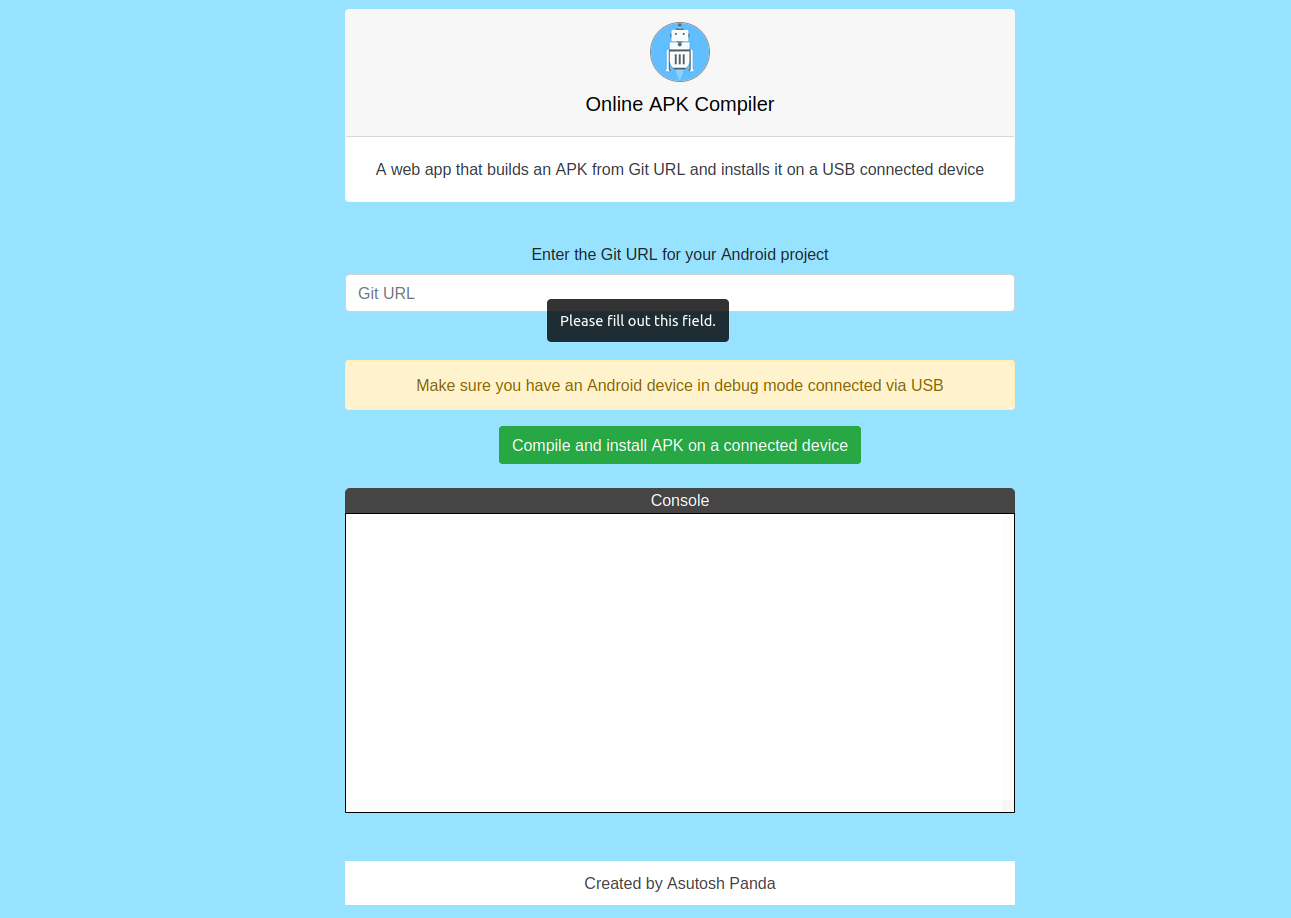 Online APK Compiler
A web app that builds an APK from Git URL and installs it on a USB connected device
Enter the Git URL for your Android project
Git URL
Please fill out this field.
Make sure you have an Android device in debug mode connected via USB
Compile and install APK on a connected device
Console
Created by Asutosh Panda